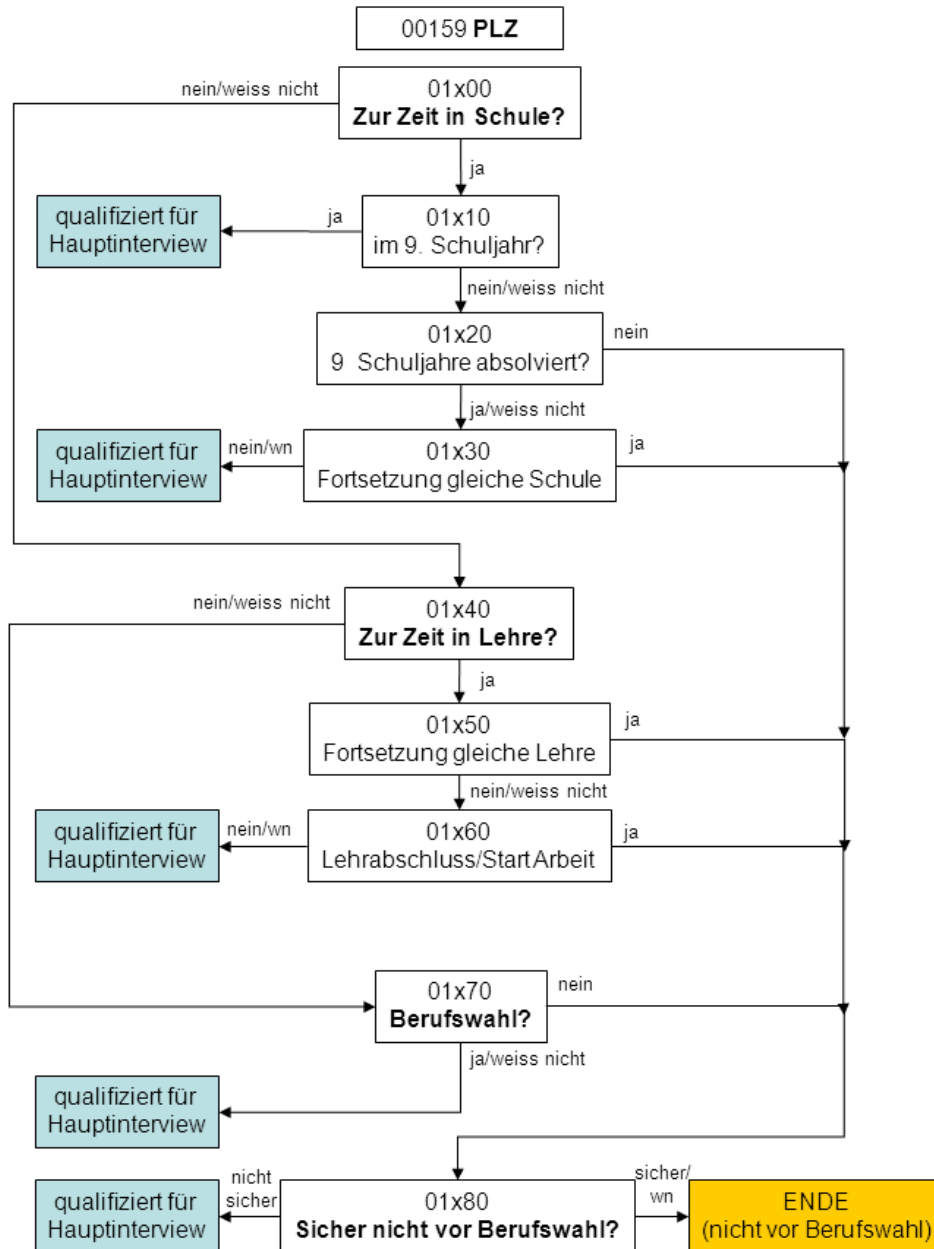 00159 PLZ
nein/weiss nicht
01x00
Zur Zeit in Schule?
ja
qualifiziert für
Hauptinterview
ja
01x10
im 9. Schuljahr?
nein/weiss nicht
01x20
9 Schuljahre absolviert?
nein
ja/weiss nicht
qualifiziert für
Hauptinterview
nein/wn
01x30
Fortsetzung gleiche Schule
ja
nein/weiss nicht
01x40
Zur Zeit in Lehre?
ja
01x50
Fortsetzung gleiche Lehre
ja
nein/weiss nicht
qualifiziert für
Hauptinterview
nein/wn
01x60
Lehrabschluss/Start Arbeit
ja
01x70
Berufswahl?
nein
ja/weiss nicht
qualifiziert für
Hauptinterview
qualifiziert für
Hauptinterview
nicht
sicher
01x80
Sicher nicht vor Berufswahl?
sicher/
wn
ENDE
(nicht vor Berufswahl)